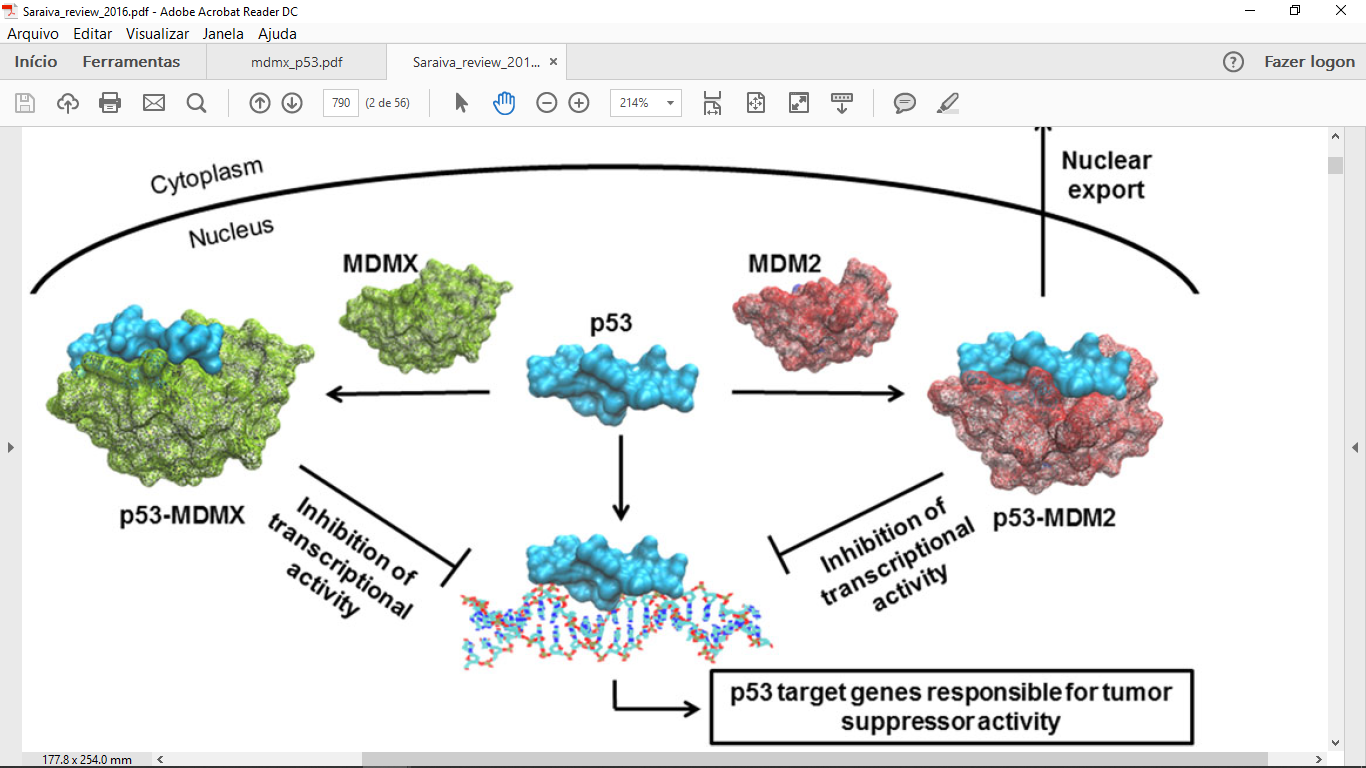 Saraiva_review_2016.pdf - Adobe Acrobat Reader DC
Arquivo Editar Visualizar Janela Ajuda
Início Ferramentas mdmx_p53.pdf Saraiva_review_201... × ? Fazer logon
790 (2 de 56) 214%
Nuclear
export
Cytoplasm
Nucleus
MDMX
MDM2
p53
p53-MDMX
p53-MDM2
Inhibition of
transcriptional
activity
Inhibition of
transcriptional
activity
p53 target genes responsible for tumor
suppressor activity
177.8 x 254.0 mm